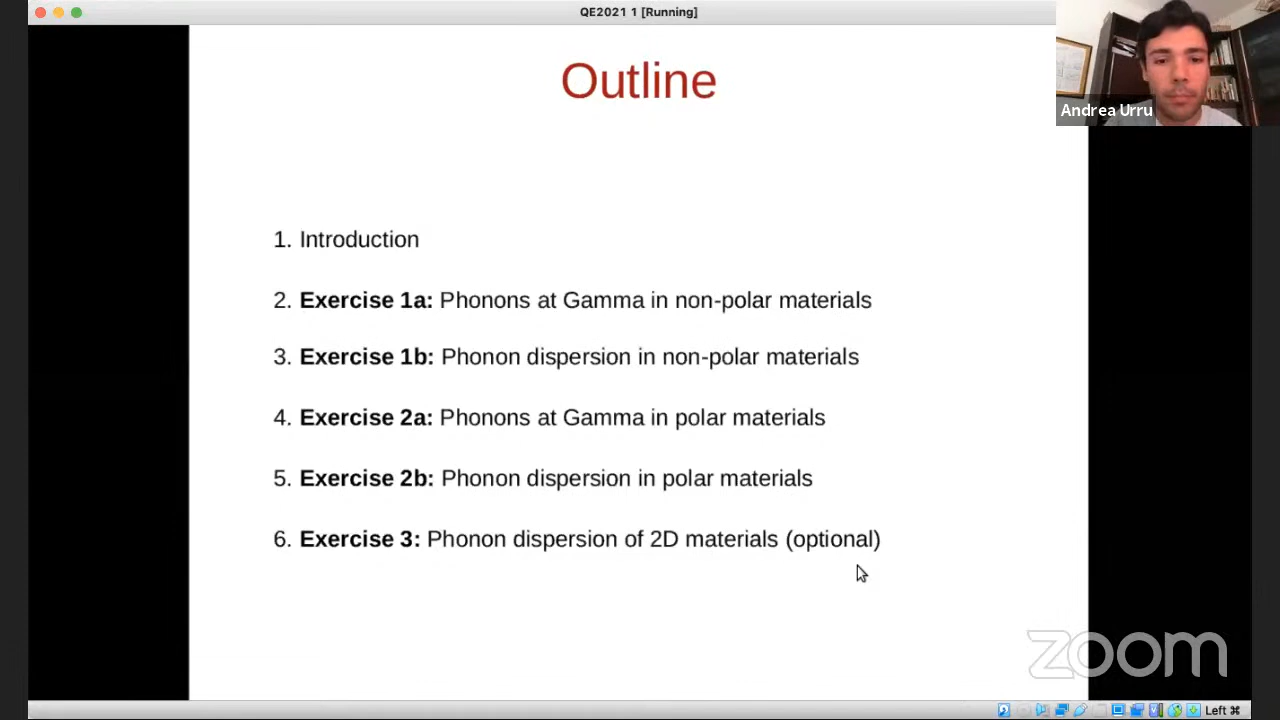 QE2021 1 [Running]
Outline
Andrea Urru
1. Introduction
2. Exercise 1a: Phonons at Gamma in non-polar materials
3. Exercise 1b: Phonon dispersion in non-polar materials
4. Exercise 2a: Phonons at Gamma in polar materials
5. Exercise 2b: Phonon dispersion in polar materials
6. Exercise 3: Phonon dispersion of 2D materials (optional)
zoom
Left ⌘